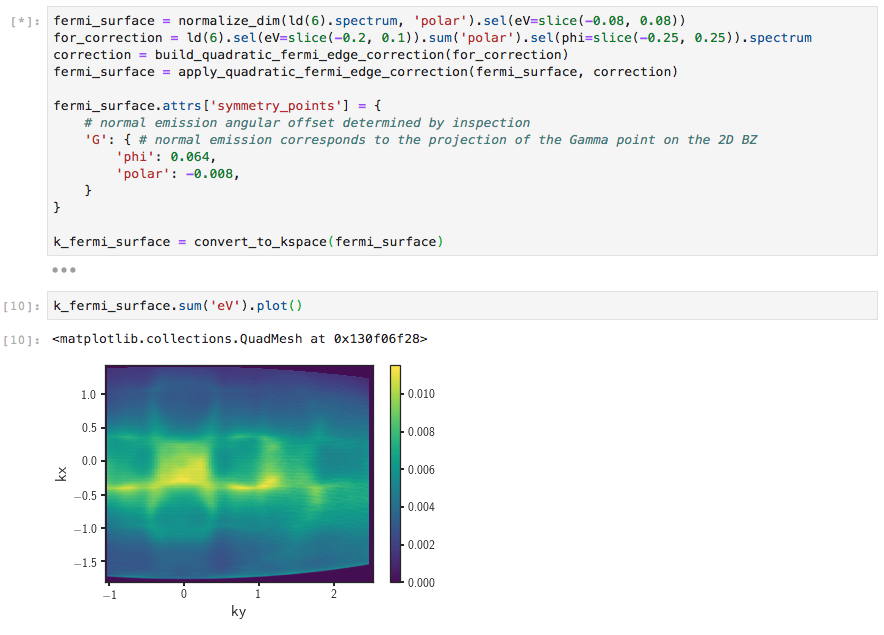 [*]: fermi_surface = normalize_dim(ld(6).spectrum, 'polar').sel(eV=slice(−0.08, 0.08))
for_correction = ld(6).sel(eV=slice(−0.2, 0.1)).sum('polar').sel(phi=slice(−0.25, 0.25)).spectrum
correction = build_quadratic_fermi_edge_correction(for_correction)
fermi_surface = apply_quadratic_fermi_edge_correction(fermi_surface, correction)
fermi_surface.attrs['symmetry_points'] = {
# normal emission angular offset determined by inspection
'G': { # normal emission corresponds to the projection of the Gamma point on the 2D BZ
'phi': 0.064,
'polar': −0.008,
}
}
k_fermi_surface = convert_to_kspace(fermi_surface)
[10]: k_fermi_surface.sum('eV').plot()
[10]: <matplotlib.collections.QuadMesh at 0x130f06f28>
1.0
0.5
0.0
−0.5
−1.0
−1.5
kx
−1 0 1 2
ky
0.010
0.008
0.006
0.004
0.002
0.000